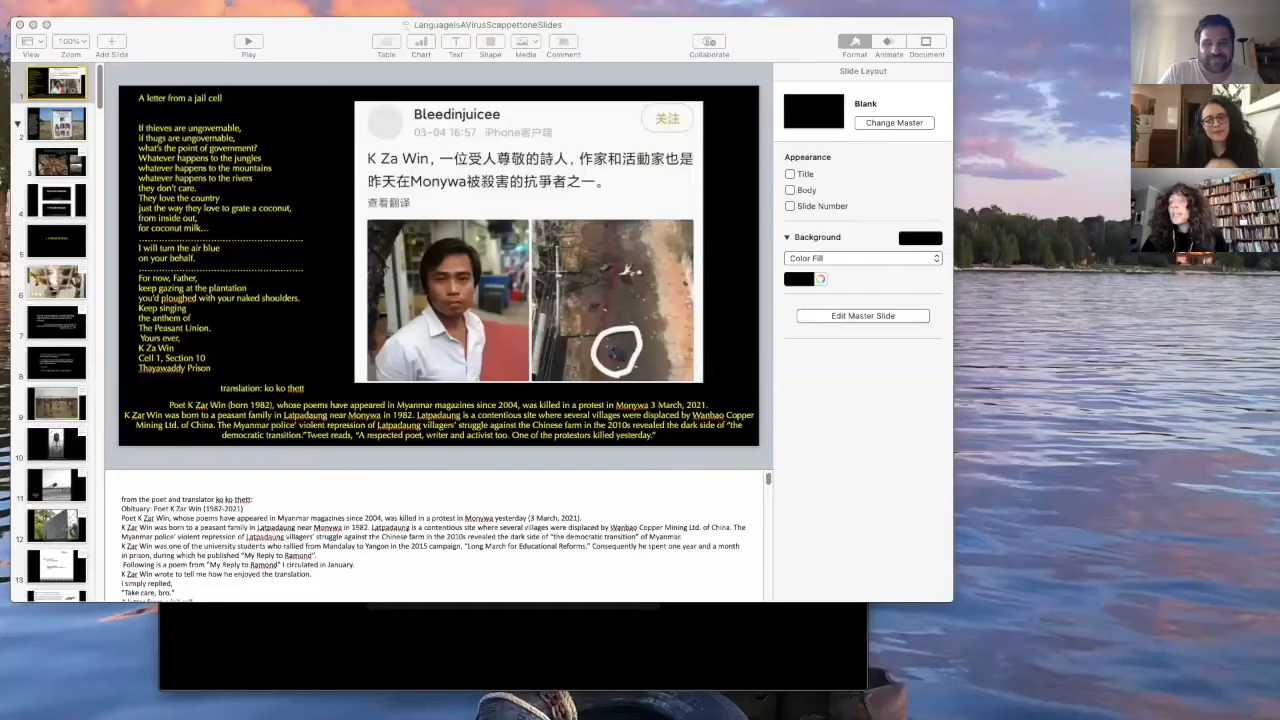 LanguageIsAVirusScappettoneSlides
View
100%
Zoom
Add Slide
Play
Table
Chart
Text
Shape
Media
Comment
Collaborate
Format
Animate
Document
1
2
3
4
5
6
7
8
9
10
11
12
13
A letter from a jail cell
If thieves are ungovernable,
if thugs are ungovernable,
what's the point of government?
Whatever happens to the jungles
whatever happens to the mountains
whatever happens to the rivers
they don't care.
They love the country
just the way they love to grate a coconut,
from inside out,
for coconut milk…
I will turn the air blue
on your behalf.
For now, Father,
keep gazing at the plantation
you'd ploughed with your naked shoulders.
Keep singing
the anthem of
The Peasant Union.
Yours ever,
K Za Win
Cell 1, Section 10
Thayawaddy Prison
translation: ko ko thett
Bleedinjuicee
03-04 16:57 iPhone客户端
关注
K Za Win，一位受人尊敬的詩人，作家和活動家也是
昨天在Monywa被殺害的抗爭者之一。
查看翻译
Poet K Zar Win (born 1982), whose poems have appeared in Myanmar magazines since 2004, was killed in a protest in Monywa 3 March, 2021.
K Zar Win was born to a peasant family in Latpadaung near Monywa in 1982. Latpadaung is a contentious site where several villages were displaced by Wanbao Copper
Mining Ltd. of China. The Myanmar police' violent repression of Latpadaung villagers' struggle against the Chinese farm in the 2010s revealed the dark side of "the
democratic transition."Tweet reads, "A respected poet, writer and activist too. One of the protestors killed yesterday."
from the poet and translator ko ko thett:
Obituary: Poet K Zar Win (1982-2021)
Poet K Zar Win, whose poems have appeared in Myanmar magazines since 2004, was killed in a protest in Monywa yesterday (3 March, 2021).
K Zar Win was born to a peasant family in Latpadaung near Monywa in 1982. Latpadaung is a contentious site where several villages were displaced by Wanbao Copper Mining Ltd. of China. The
Myanmar police' violent repression of Latpadaung villagers' struggle against the Chinese farm in the 2010s revealed the dark side of "the democratic transition" of Myanmar.
K Zar Win was one of the university students who rallied from Mandalay to Yangon in the 2015 campaign, "Long March for Educational Reforms." Consequently he spent one year and a month
in prison, during which he published "My Reply to Ramond".
Following is a poem from "My Reply to Ramond" I circulated in January.
K Zar Win wrote to tell me how he enjoyed the translation.
I simply replied,
"Take care, bro."
Slide Layout
Blank
Change Master
Appearance
Title
Body
Slide Number
Background
Color Fill
Edit Master Slide